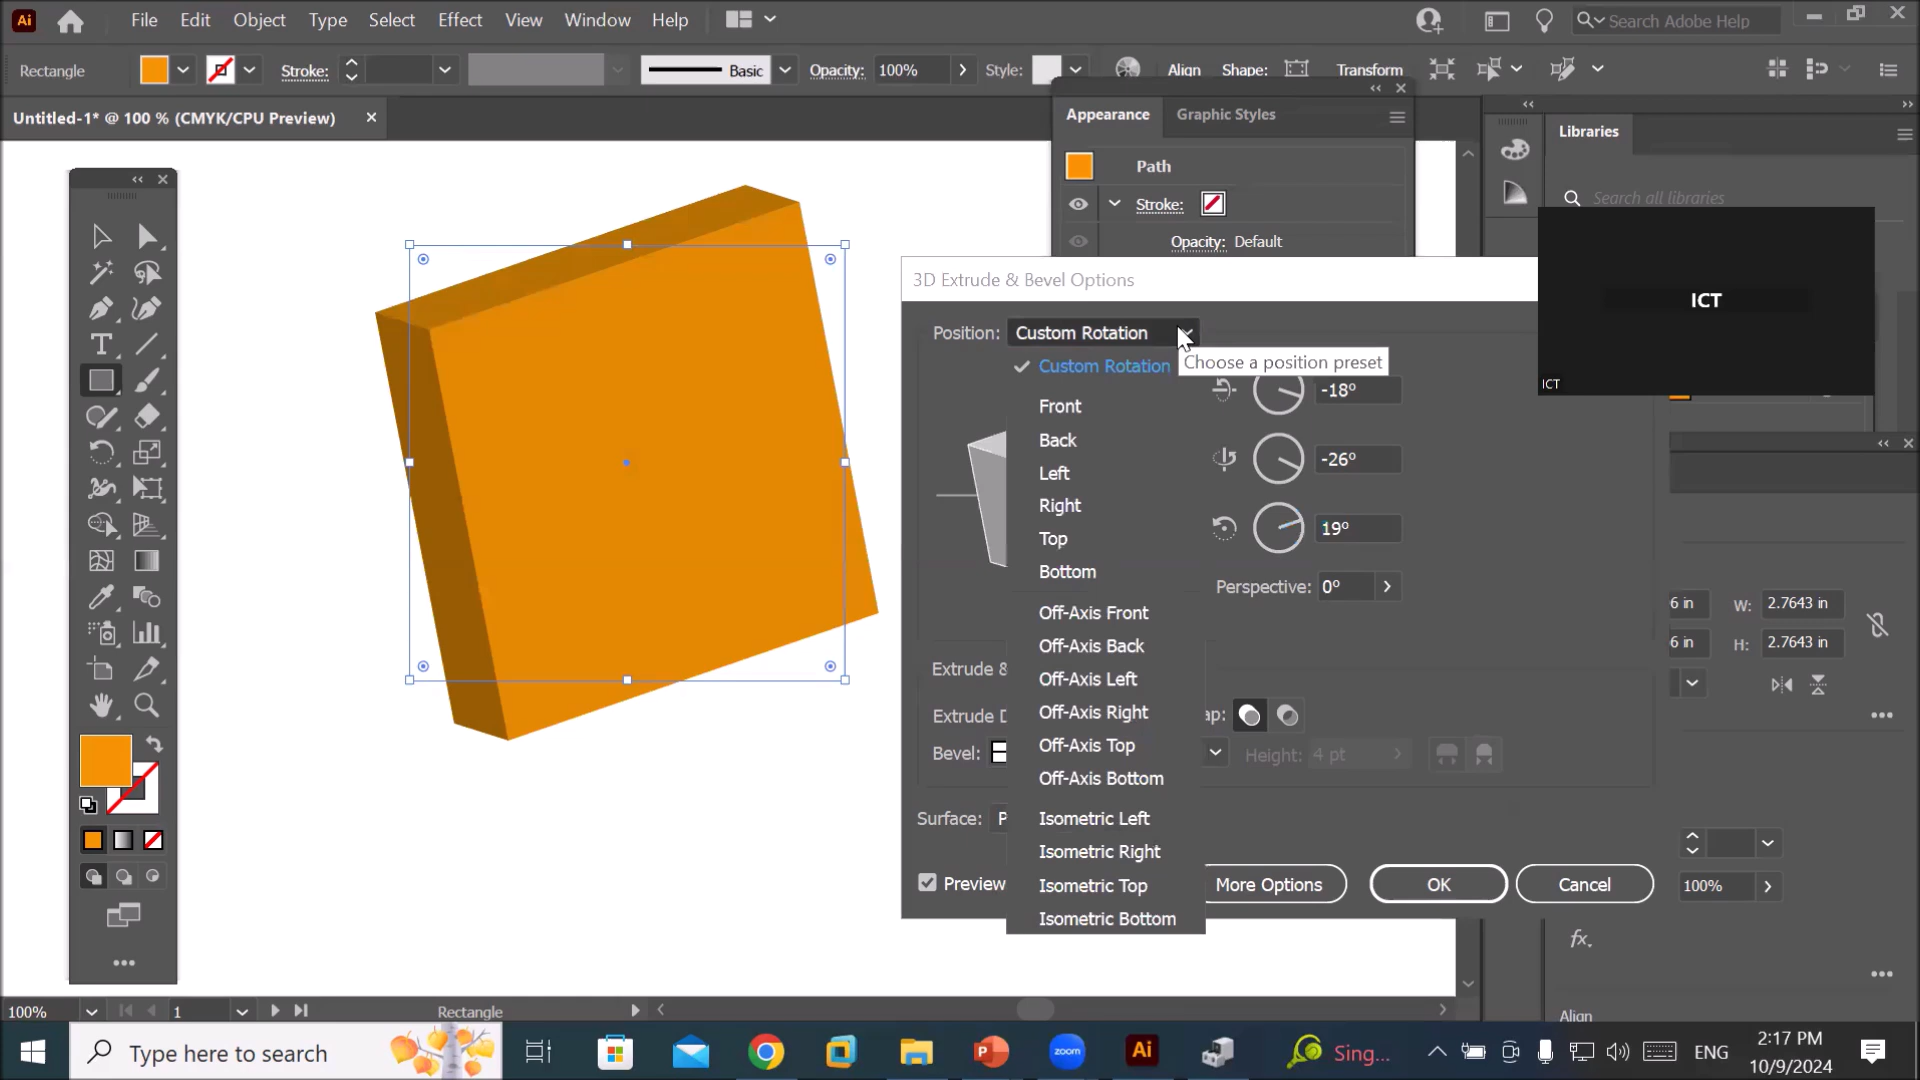 Ai File Edit Object Type Select Effect View Window Help Search Adobe Help
Rectangle Stroke: Basic Opacity: 100% Style: Align Shape: Transform
Untitled-1* @ 100 % (CMYK/CPU Preview)
Appearance Graphic Styles
Libraries
Path
Search all libraries
Stroke:
Opacity: Default
3D Extrude & Bevel Options
ICT
ICT
Position: Custom Rotation
Choose a position preset
Custom Rotation
Front
Back
Left
Right
Top
Bottom
Off-Axis Front
Off-Axis Back
Off-Axis Left
Off-Axis Right
Off-Axis Top
Off-Axis Bottom
Isometric Left
Isometric Right
Isometric Top
Isometric Bottom
-18°
-26°
19°
Perspective: 0°
6 in W: 2.7643 in
6 in H: 2.7643 in
Extrude &
Extrude D
ap:
Bevel: Height: 4 pt
Surface: P
Preview More Options OK Cancel
100%
fx.
Align
100% 1 Rectangle
Type here to search zoom Ai Sing... ENG 2:17 PM
10/9/2024